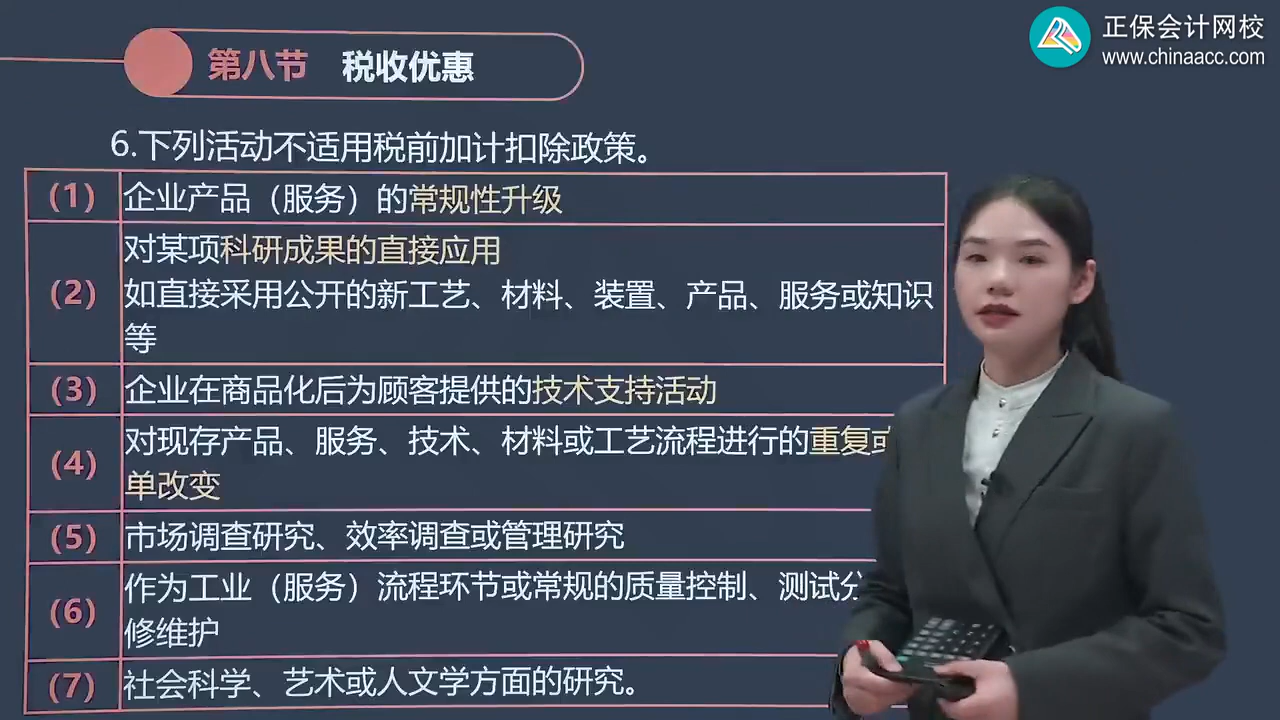 正保会计网校
www.chinaacc.com
第八节 税收优惠
6.下列活动不适用税前加计扣除政策。
(1) 企业产品（服务）的常规性升级
(2) 对某项科研成果的直接应用
如直接采用公开的新工艺、材料、装置、产品、服务或知识
等
(3) 企业在商品化后为顾客提供的技术支持活动
(4) 对现存产品、服务、技术、材料或工艺流程进行的重复
单改变
(5) 市场调查研究、效率调查或管理研究
(6) 作为工业（服务）流程环节或常规的质量控制、测试分
修维护
(7) 社会科学、艺术或人文学方面的研究。